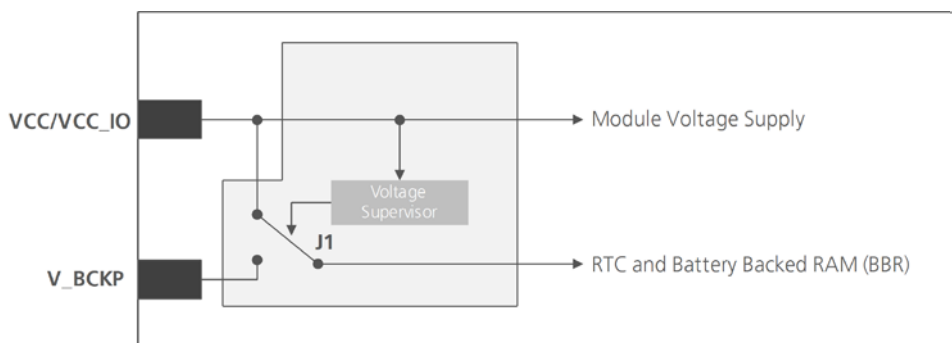 VCC/VCC_IO
Module Voltage Supply
Voltage
Supervisor
J1
V_BCKP
RTC and Battery Backed RAM (BBR)